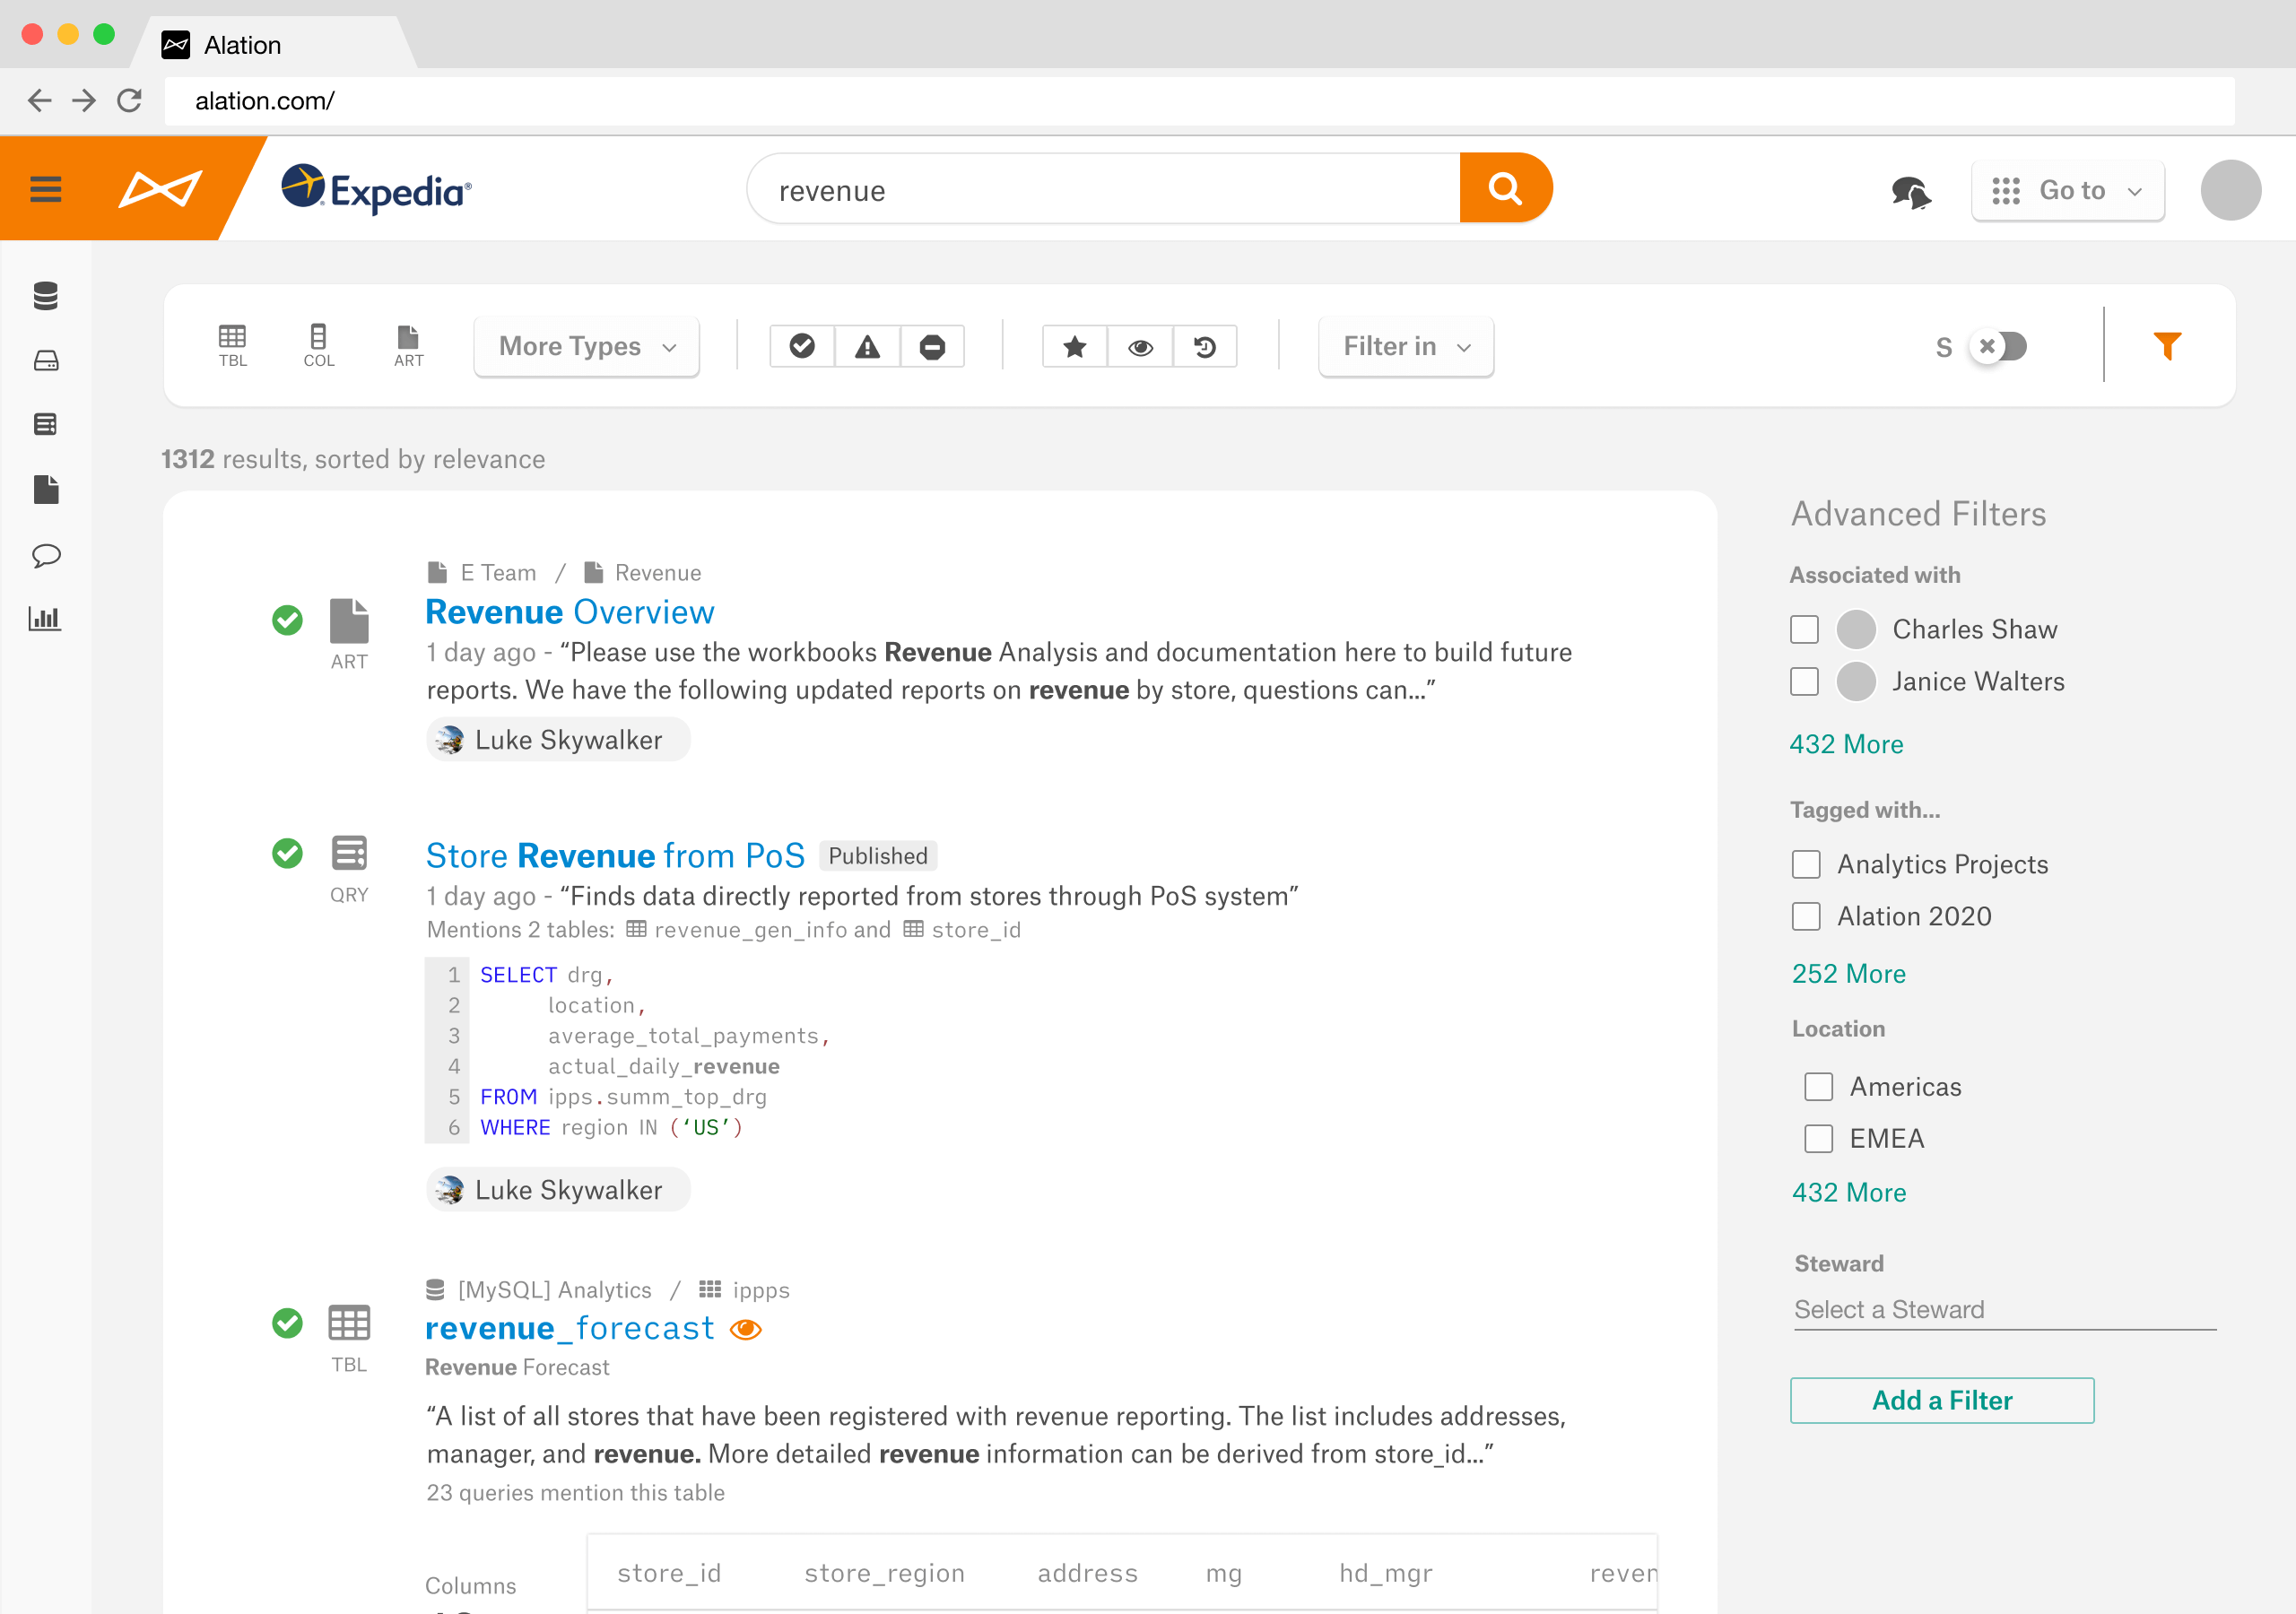 Alation
alation.com/
Expedia®
revenue
Go to
TBL
COL
ART
More Types
Filter in
S
1312 results, sorted by relevance
E Team / Revenue
Revenue Overview
ART
1 day ago - “Please use the workbooks Revenue Analysis and documentation here to build future
reports. We have the following updated reports on revenue by store, questions can...”
Luke Skywalker
Store Revenue from PoS Published
QRY
1 day ago - “Finds data directly reported from stores through PoS system”
Mentions 2 tables: revenue_gen_info and store_id
1 SELECT drg,
2 location,
3 average_total_payments,
4 actual_daily_revenue
5 FROM ipps.summ_top_drg
6 WHERE region IN (‘US’)
Luke Skywalker
[MySQL] Analytics / ippps
revenue_forecast
TBL
Revenue Forecast
“A list of all stores that have been registered with revenue reporting. The list includes addresses,
manager, and revenue. More detailed revenue information can be derived from store_id...”
23 queries mention this table
Columns
store_id store_region address mg hd_mgr reven
Advanced Filters
Associated with
Charles Shaw
Janice Walters
432 More
Tagged with...
Analytics Projects
Alation 2020
252 More
Location
Americas
EMEA
432 More
Steward
Select a Steward
Add a Filter